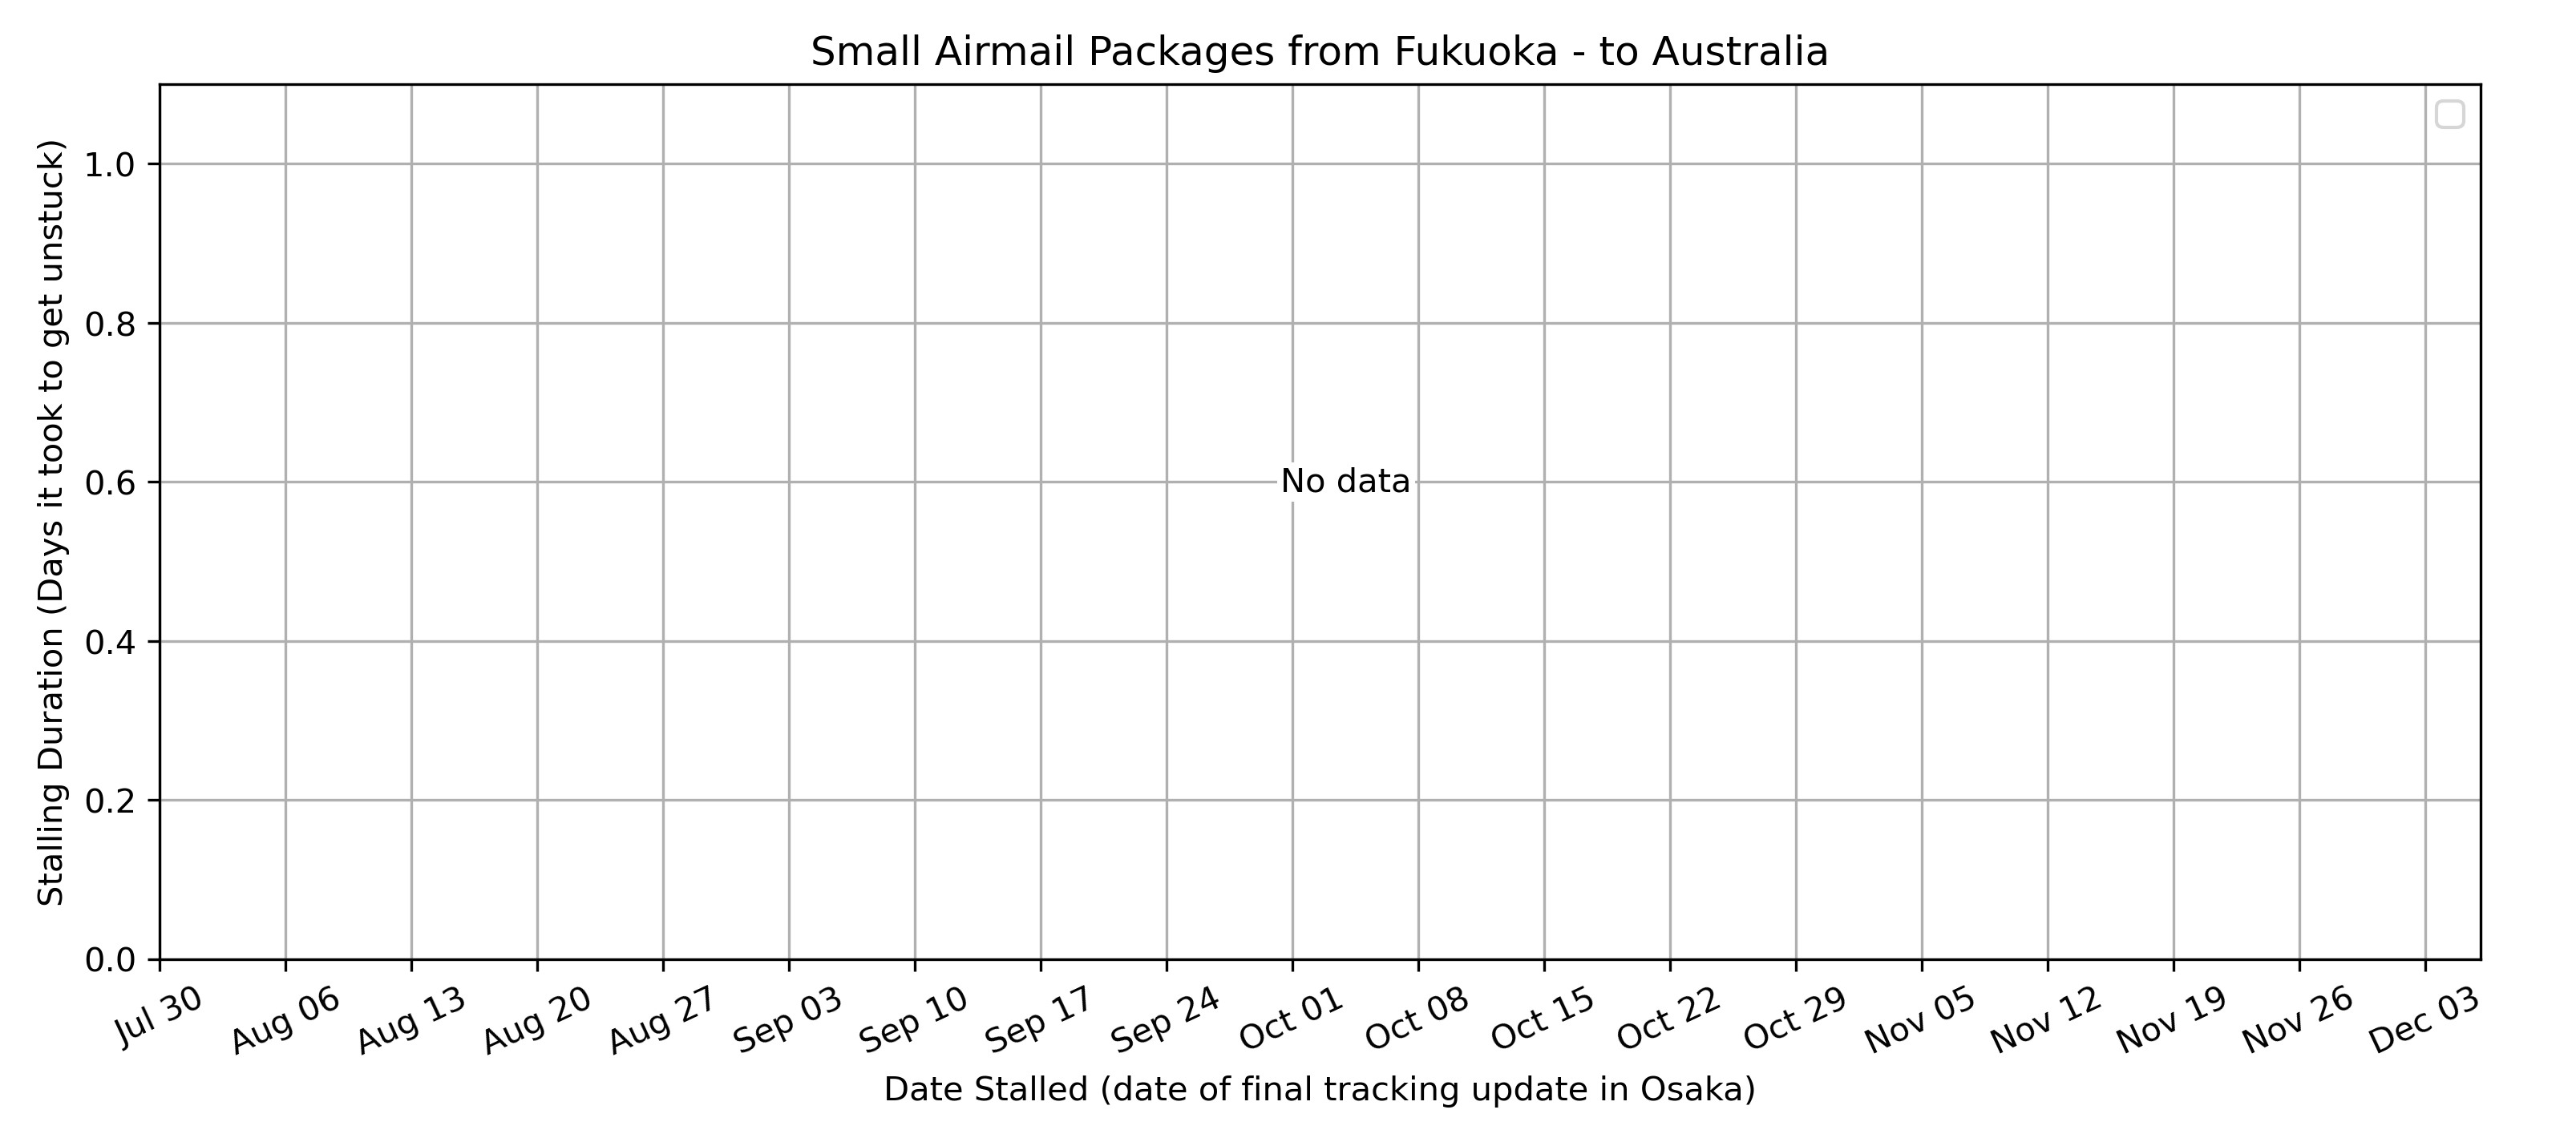 Small Airmail Packages from Fukuoka - to Australia
Stalling Duration (Days it took to get unstuck)
1.0
0.8
0.6
0.4
0.2
0.0
No data
Jul 30
Aug 06
Aug 13
Aug 20
Aug 27
Sep 03
Sep 10
Sep 17
Sep 24
Oct 01
Oct 08
Oct 15
Oct 22
Oct 29
Nov 05
Nov 12
Nov 19
Nov 26
Dec 03
Date Stalled (date of final tracking update in Osaka)